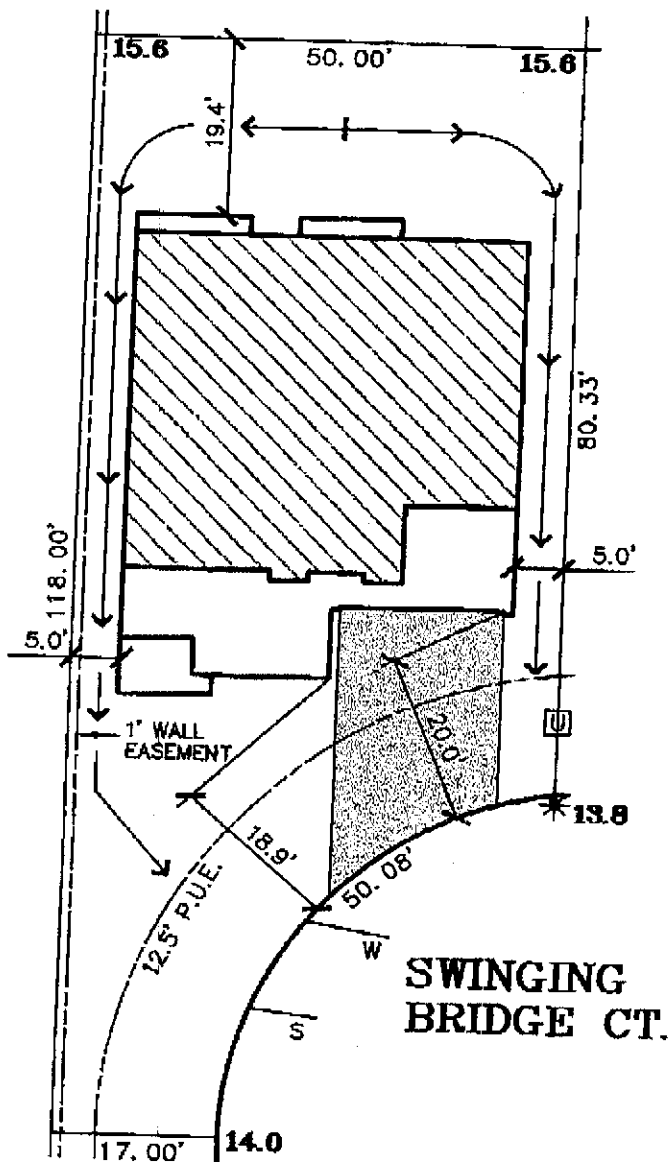 15.6
50.00'
15.6
19.4'
80.33'
118.00'
5.0'
5.0'
1" WALL
EASEMENT
U
20.0'
13.8
18.9'
50.08'
12.5' P.U.E.
W
SWINGING
BRIDGE CT.
S
17.00'
14.0